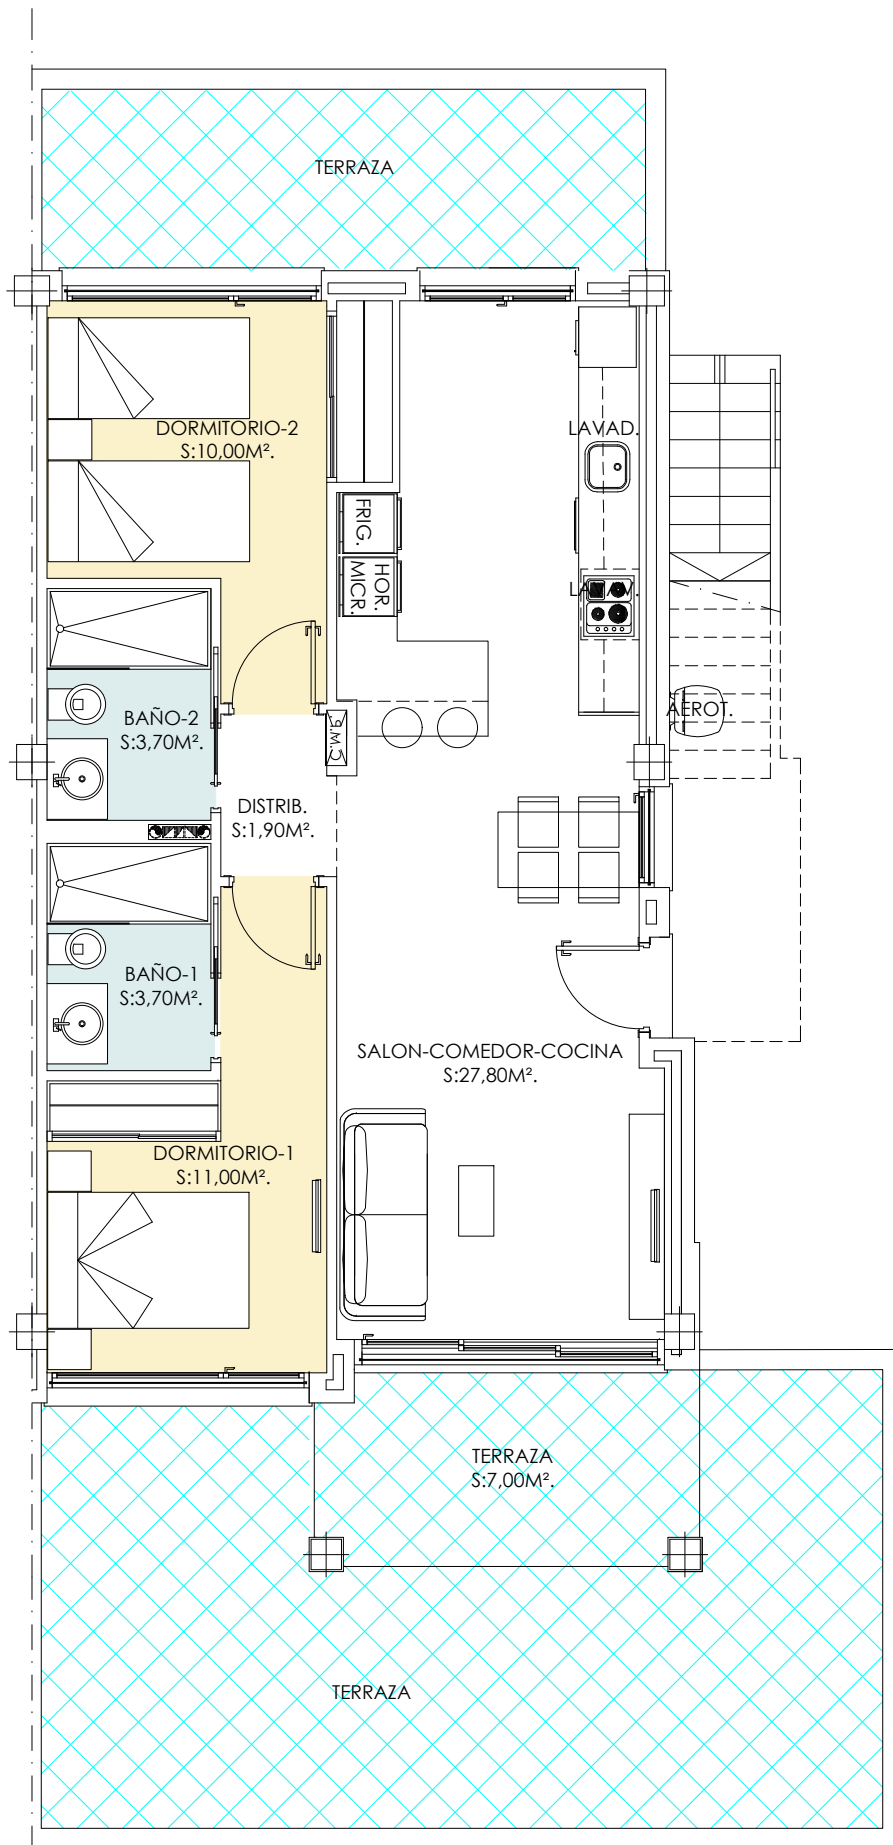 TERRAZA
DORMITORIO-2
S:10,00M².
LAVAD.
FRIG.
HOR.
MICR.
BAÑO-2
S:3,70M².
AEROT.
C.M.P.
DISTRIB.
S:1,90M².
BAÑO-1
S:3,70M².
SALON-COMEDOR-COCINA
S:27,80M².
DORMITORIO-1
S:11,00M².
TERRAZA
S:7,00M².
TERRAZA